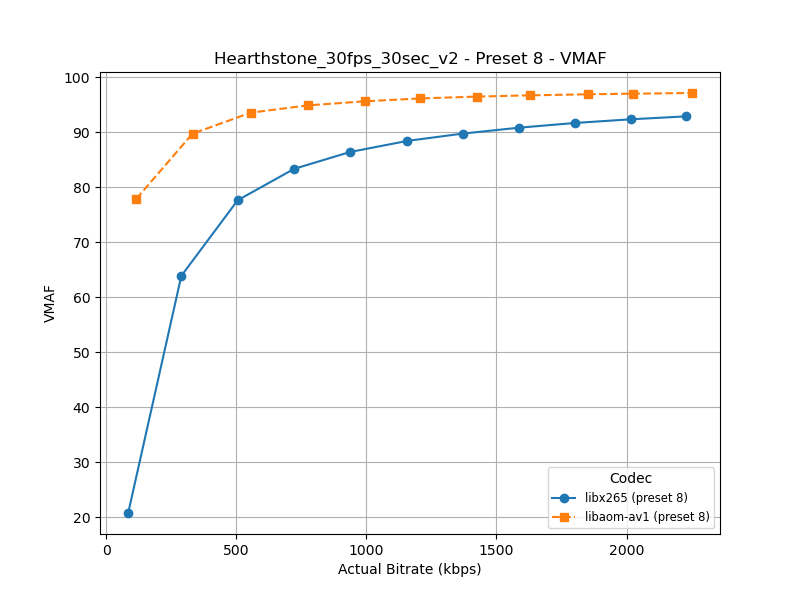 Hearthstone_30fps_30sec_v2 - Preset 8 - VMAF
100
90
80
70
60
50
40
30
20
VMAF
0
500
1000
1500
2000
Actual Bitrate (kbps)
Codec
libx265 (preset 8)
libaom-av1 (preset 8)